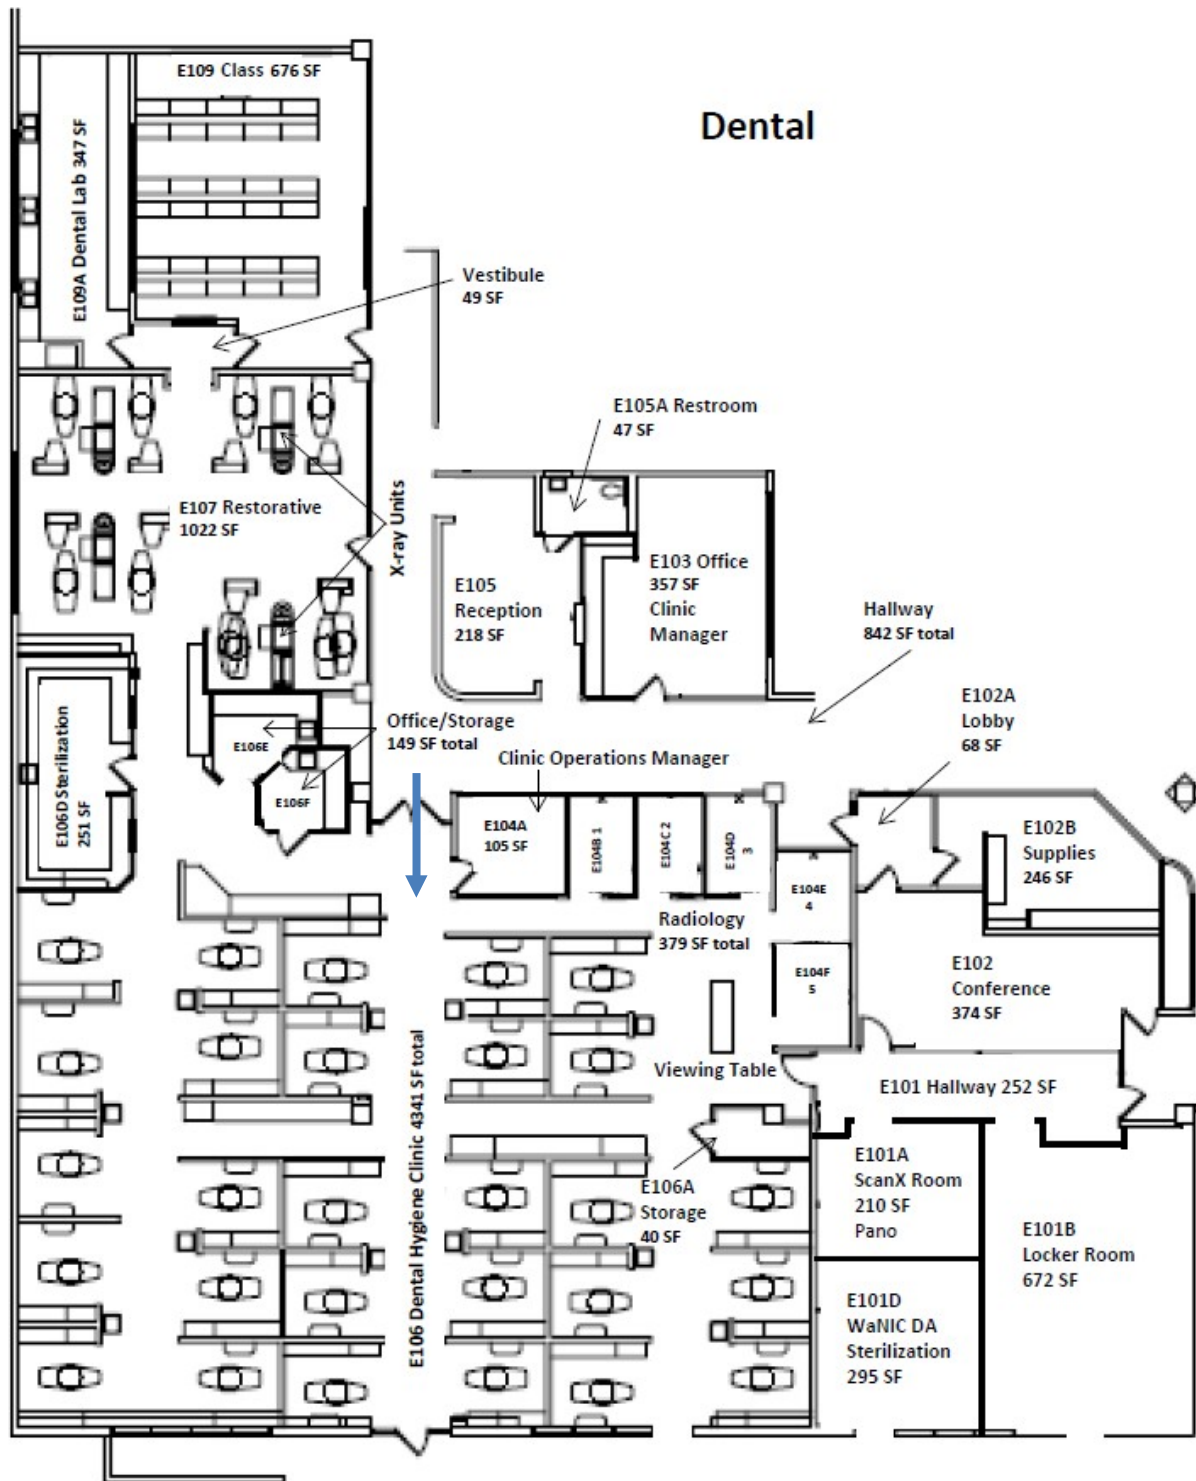 Dental
E109 Class 676 SF
E109A Dental Lab 347 SF
Vestibule
49 SF
E105A Restroom
47 SF
E107 Restorative
1022 SF
X-ray Units
E103 Office
357 SF
Clinic
Manager
E105
Reception
218 SF
Hallway
842 SF total
E102A
Lobby
68 SF
Office/Storage
149 SF total
E106E
E106F
E106D Sterilization
251 SF
Clinic Operations Manager
E104A
105 SF
E104B 1
E104C 2
E104D
3
E104E
4
E104F
5
E102B
Supplies
246 SF
Radiology
379 SF total
E102
Conference
374 SF
Viewing Table
E101 Hallway 252 SF
E106 Dental Hygiene Clinic 4341 SF total
E106A
Storage
40 SF
E101A
ScanX Room
210 SF
Pano
E101B
Locker Room
672 SF
E101D
WaNIC DA
Sterilization
295 SF